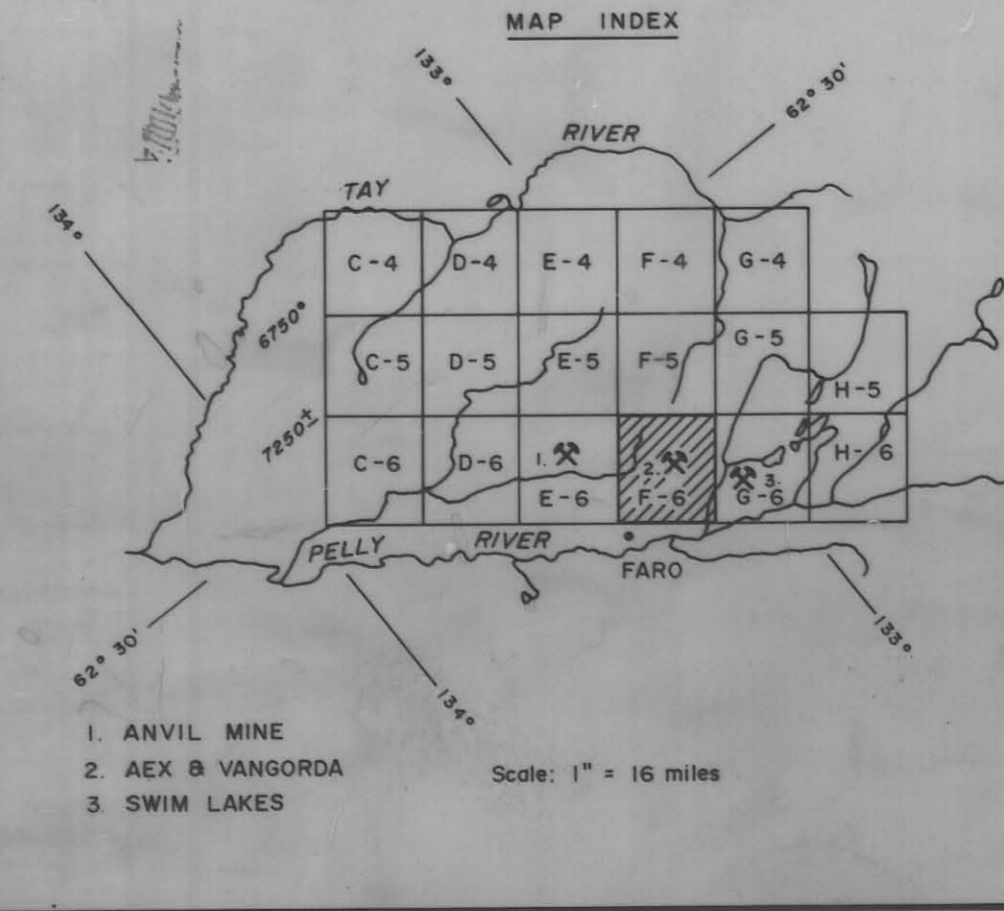 MAP INDEX
133°
62° 30'
RIVER
TAY
134°
C-4 D-4 E-4 F-4 G-4
6750°
C-5 D-5 E-5 F-5 G-5 H-5
7250±
C-6 D-6 1. E-6 2. F-6 3. G-6 H-6
PELLY RIVER
FARO
62° 30'
134°
133°
1. ANVIL MINE
2. AEX & VANGORDA
3. SWIM LAKES
Scale: 1" = 16 miles